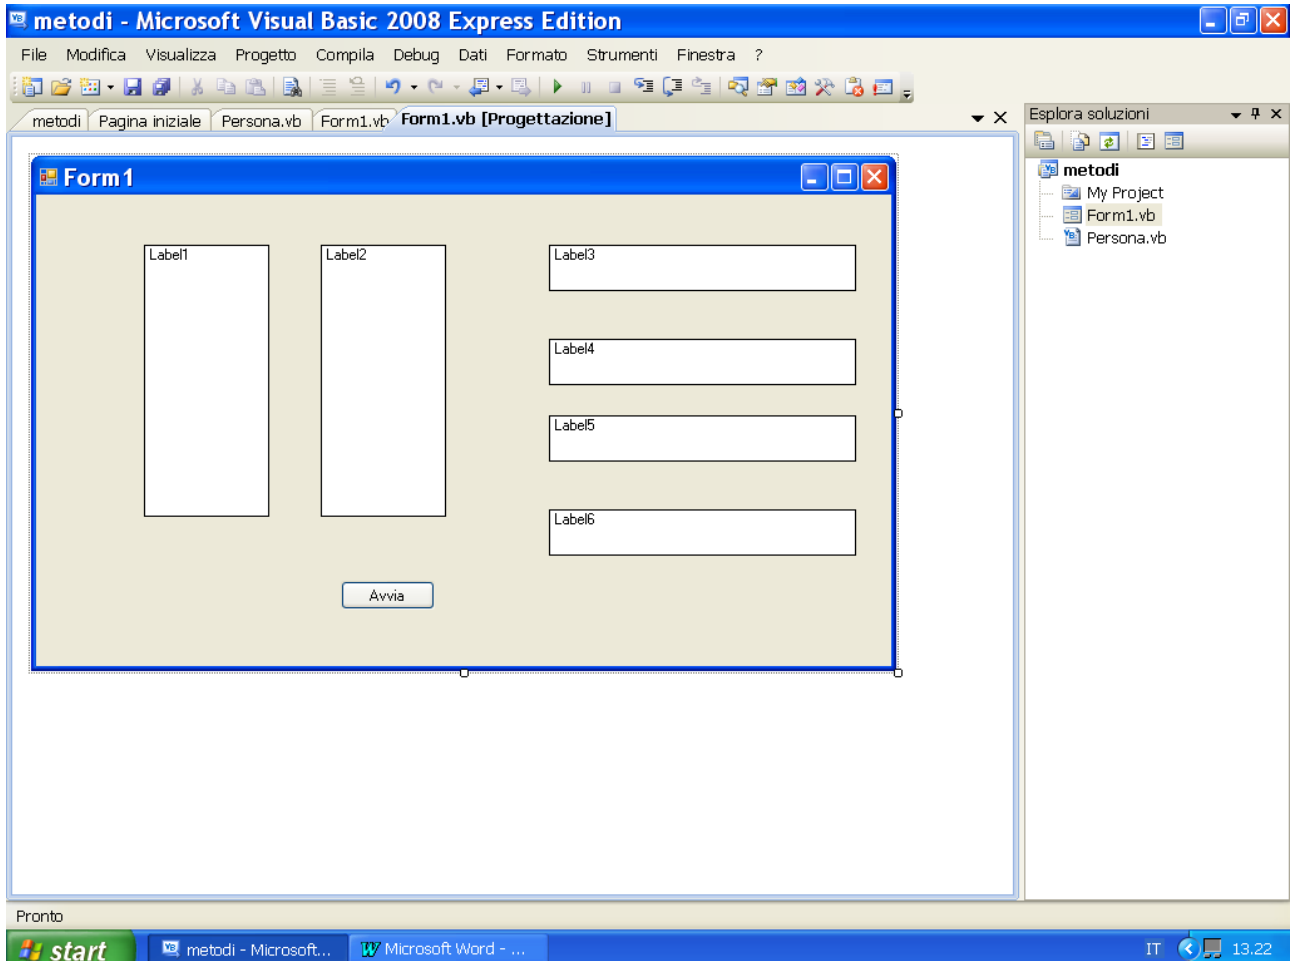 metodi - Microsoft Visual Basic 2008 Express Edition
File Modifica Visualizza Progetto Compila Debug Dati Formato Strumenti Finestra ?
metodi Pagina iniziale Persona.vb Form1.vb Form1.vb [Progettazione]
Esplora soluzioni
metodi
My Project
Form1.vb
Persona.vb
Form1
Label1 Label2 Label3
Label4
Label5
Label6
Avvia
Pronto
start metodi - Microsoft... Microsoft Word - ... IT 13.22